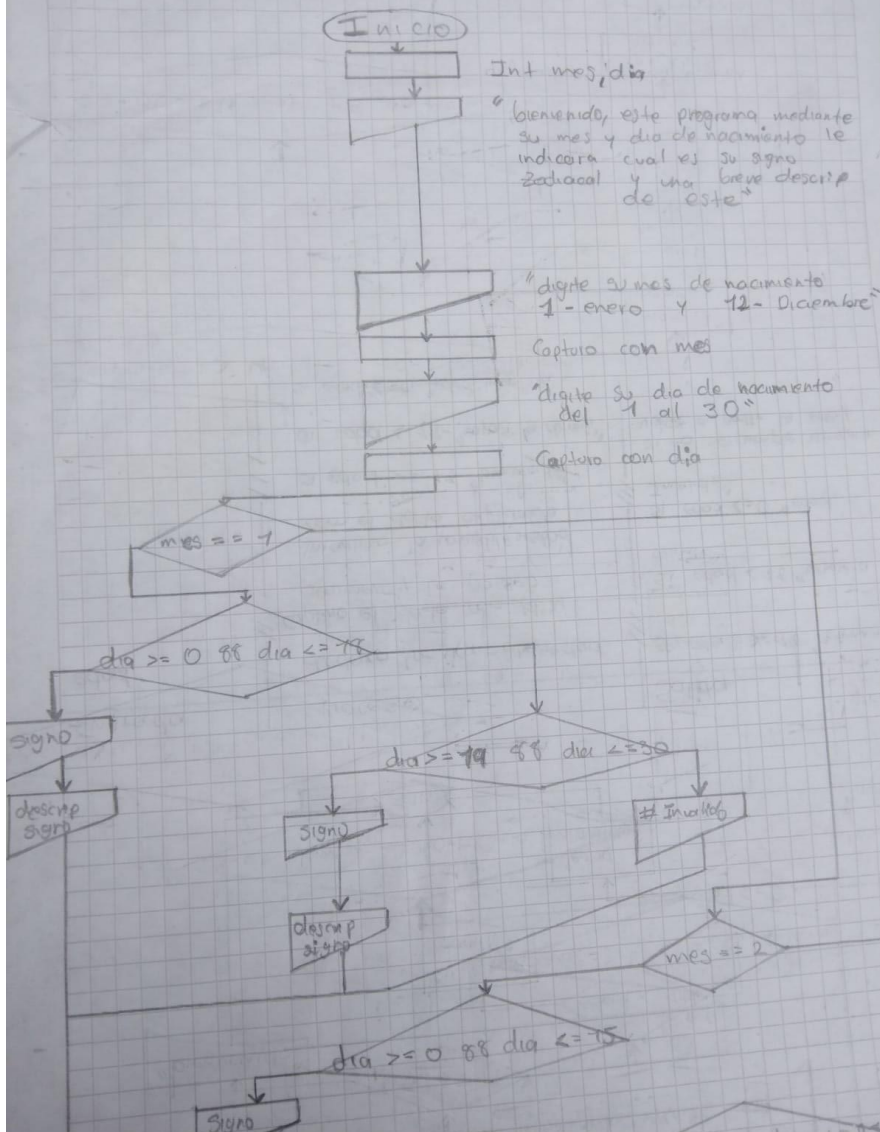 Inicio
Int mes, dia
"bienvenido, este programa mediante
su mes y dia de nacimiento le
indicara cual es su signo
Zodiacal y una breve descrip
de este"
"digite su mes de nacimiento
1 - enero y 12 - Diciembre"
Capturo con mes
"digite su dia de nacimiento
del 1 al 30"
Capturo con dia
mes == 1
dia >= 0 && dia <= 18
signo
descrip
signo
dia >= 19 && dia <= 30
signo
descrip
signo
# Invalido
mes == 2
dia >= 0 && dia <= 15
Signo